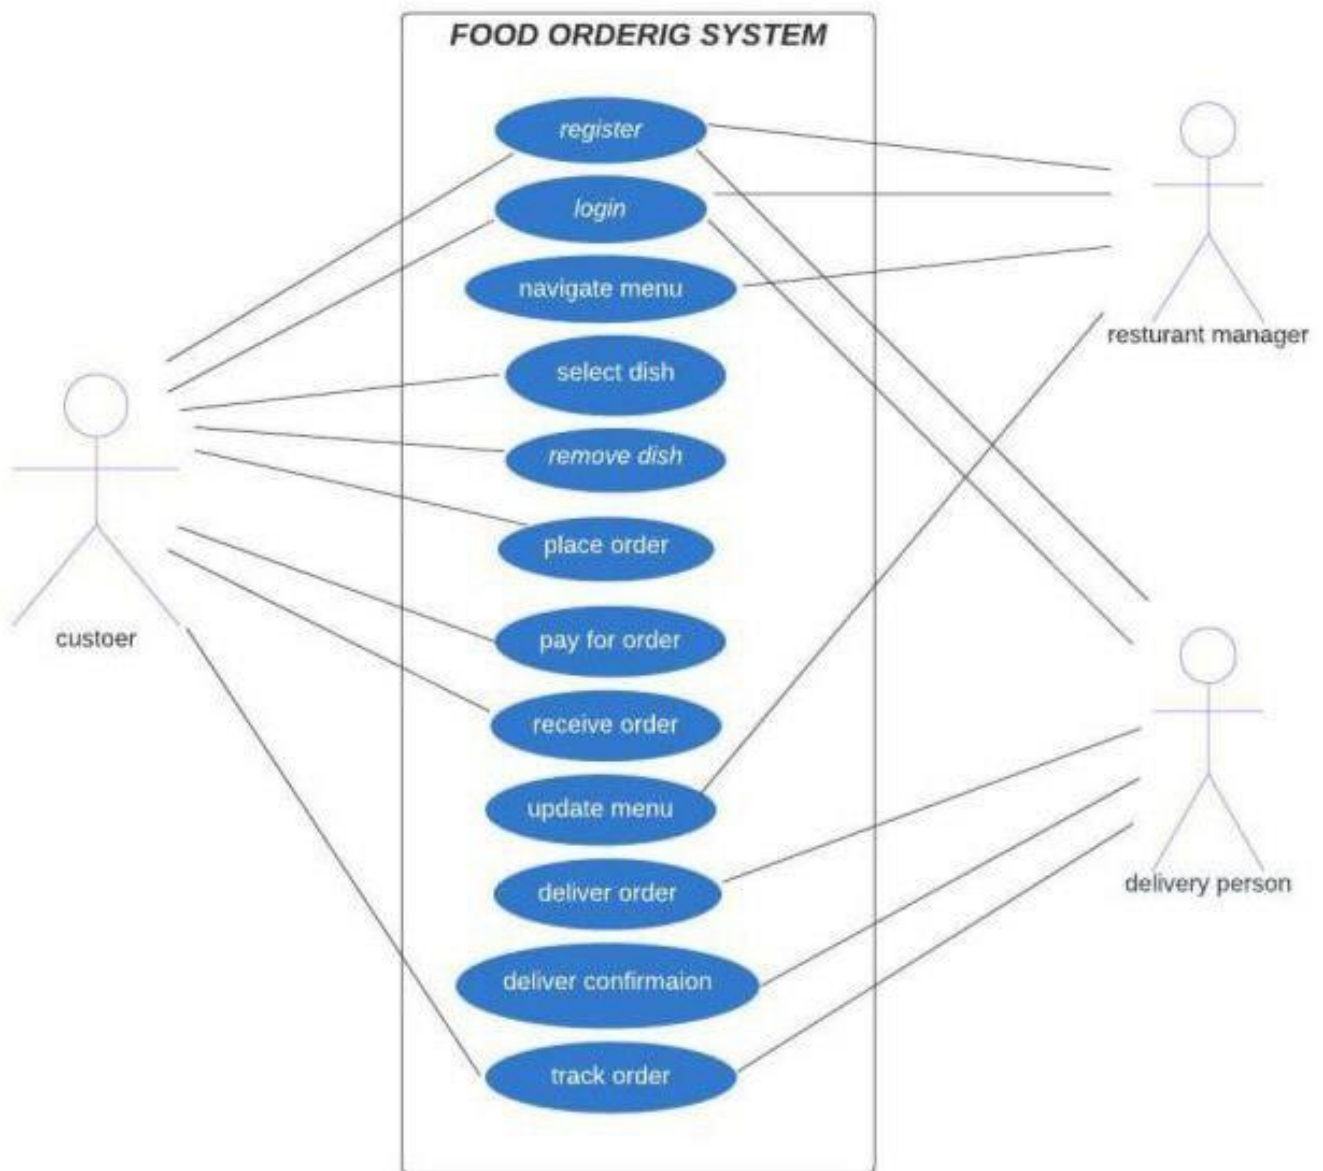 FOOD ORDERIG SYSTEM
register
login
navigate menu
select dish
remove dish
place order
pay for order
receive order
update menu
deliver order
deliver confirmaion
track order
custoer
resturant manager
delivery person